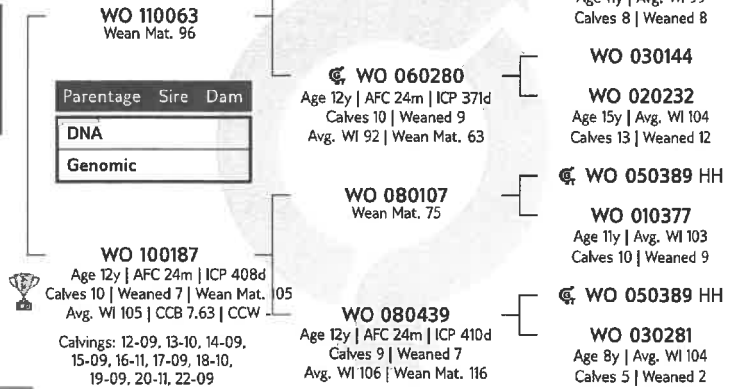 WO 110063
Wean Mat. 96
Parentage Sire Dam
DNA
Genomic
WO 100187
Age 12y | AFC 24m | ICP 408d
Calves 10 | Weaned 7 | Wean Mat. 105
Avg. WI 105 | CCB 7.63 | CCW -
Calvings: 12-09, 13-10, 14-09,
15-09, 16-11, 17-09, 18-10,
19-09, 20-11, 22-09
WO 060280
Age 12y | AFC 24m | ICP 371d
Calves 10 | Weaned 9
Avg. WI 92 | Wean Mat. 63
WO 080107
Wean Mat. 75
WO 080439
Age 12y | AFC 24m | ICP 410d
Calves 9 | Weaned 7
Avg. WI 106 | Wean Mat. 116
Calves 8 | Weaned 8
WO 030144
WO 020232
Age 15y | Avg. WI 104
Calves 13 | Weaned 12
WO 050389 HH
WO 010377
Age 11y | Avg. WI 103
Calves 10 | Weaned 9
WO 050389 HH
WO 030281
Age 8y | Avg. WI 104
Calves 5 | Weaned 2